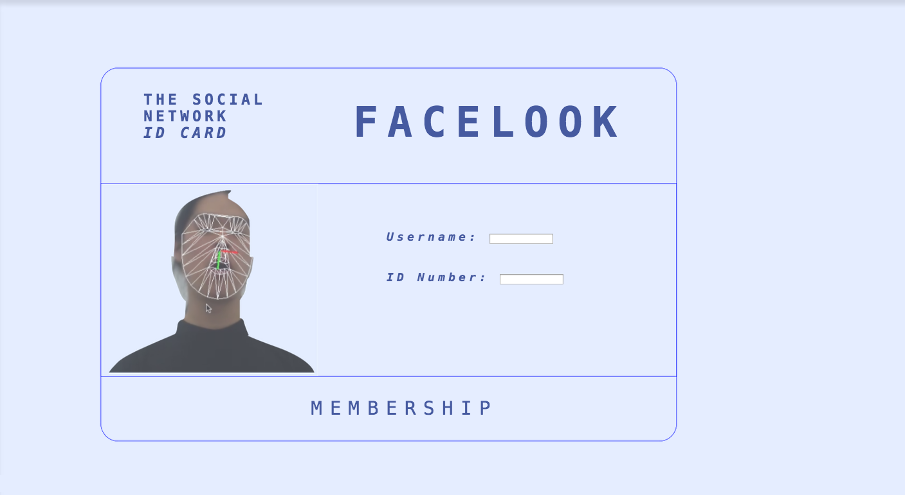 THE SOCIAL
NETWORK
ID CARD
FACELOOK
Username:
ID Number:
MEMBERSHIP